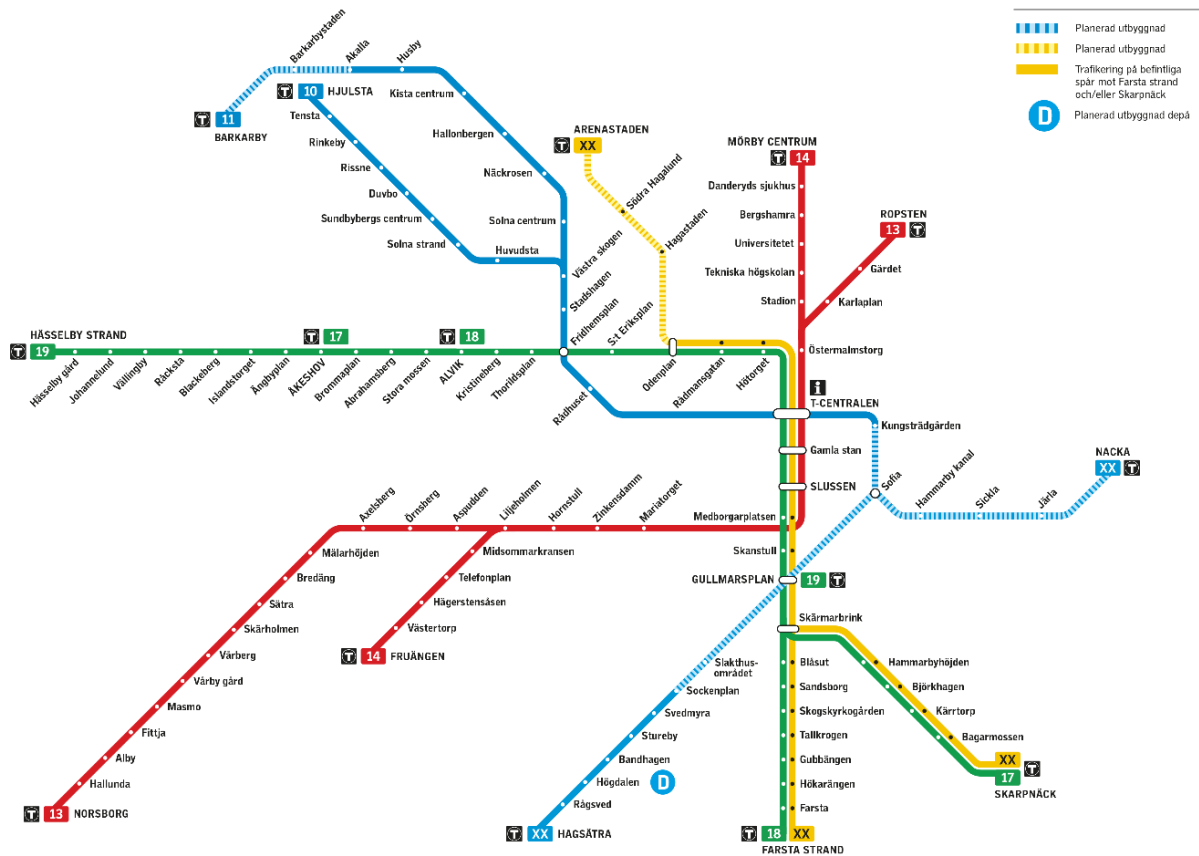 Planerad utbyggnad
Planerad utbyggnad
Trafikering på befintliga
spår mot Farsta strand
och/eller Skarpnäck
D
Planerad utbyggnad depå
Barkarbystaden
Akalla
Husby
T
11
BARKARBY
T
10
HJULSTA
Kista centrum
Tensta
Hallonbergen
Rinkeby
Rissne
Näckrosen
Duvbo
Sundbybergs centrum
Solna centrum
Solna strand
Huvudsta
Västra skogen
Stadshagen
Fridhemsplan
ARENASTADEN
T
XX
Södra Hagalund
Hagastaden
MÖRBY CENTRUM
T
14
Danderyds sjukhus
Bergshamra
Universitetet
Tekniska högskolan
Stadion
ROPSTEN
13
T
Gärdet
Karlaplan
Östermalmstorg
HÄSSELBY STRAND
T
19
Hässelby gård
Johannelund
Vällingby
Råcksta
Blackeberg
Islandstorget
Ängbyplan
T
17
ÅKESHOV
Brommaplan
Abrahamsberg
Stora mossen
T
18
ALVIK
Kristineberg
Thorildsplan
S:t Eriksplan
Odenplan
Rådmansgatan
Hötorget
Rådhuset
i
T-CENTRALEN
Kungsträdgården
Gamla stan
SLUSSEN
NACKA
XX
T
Sofia
Hammarby kanal
Sickla
Järla
Medborgarplatsen
Skanstull
GULLMARSPLAN
19
T
Axelsberg
Örnsberg
Aspudden
Liljeholmen
Hornstull
Zinkensdamm
Mariatorget
Mälarhöjden
Bredäng
Sätra
Skärholmen
Vårberg
Vårby gård
Masmo
Fittja
Alby
Hallunda
T
13
NORSBORG
Midsommarkransen
Telefonplan
Hägerstensåsen
Västertorp
T
14
FRUÄNGEN
Skärmarbrink
Slakthus-
området
Sockenplan
Svedmyra
Stureby
Bandhagen
Högdalen
D
Rågsved
T
XX
HAGSÄTRA
Blåsut
Sandsborg
Skogskyrkogården
Tallkrogen
Gubbängen
Hökarängen
Farsta
T
18
XX
FARSTA STRAND
Hammarbyhöjden
Björkhagen
Kärrtorp
Bagarmossen
XX
17
T
SKARPNÄCK